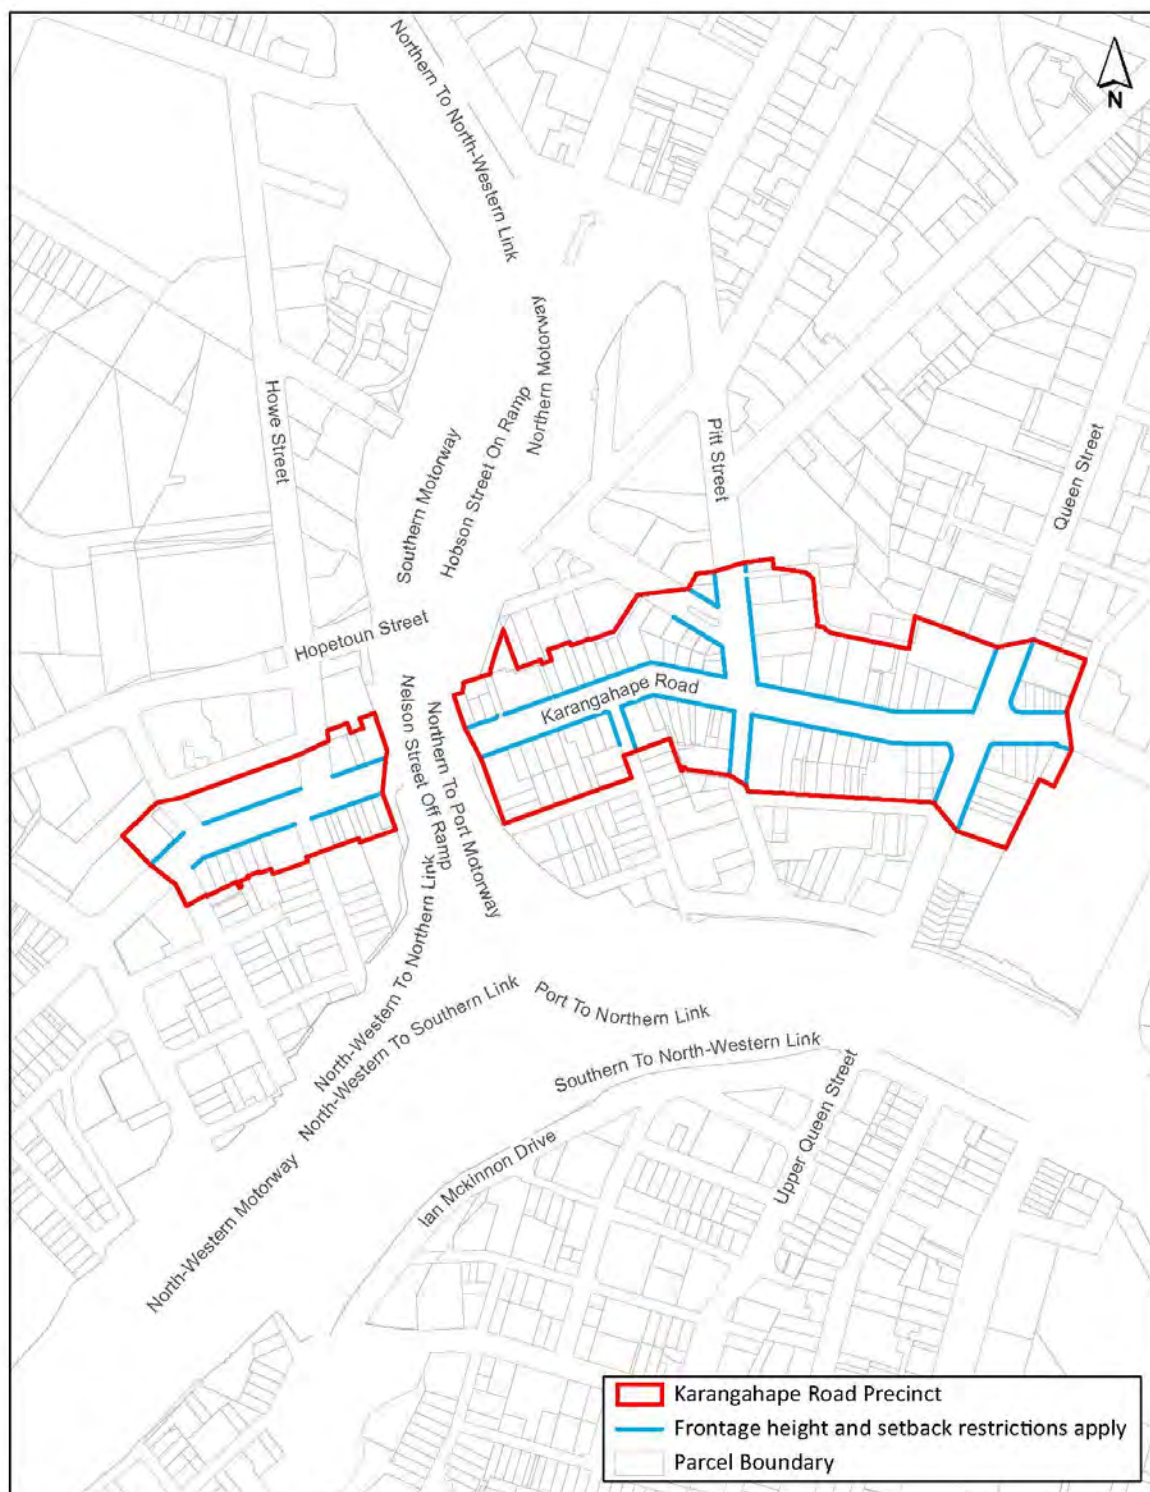 N
Northern To North-Western Link
Northern Motorway
Howe Street
Hobson Street On Ramp
Southern Motorway
Pitt Street
Queen Street
Hopetoun Street
Karangahape Road
Nelson Street Off Ramp
Northern To Port Motorway
North-Western To Northern Link
North-Western To Southern Link
Port To Northern Link
Southern To North-Western Link
Upper Queen Street
Ian Mckinnon Drive
North-Western Motorway
Karangahape Road Precinct
Frontage height and setback restrictions apply
Parcel Boundary